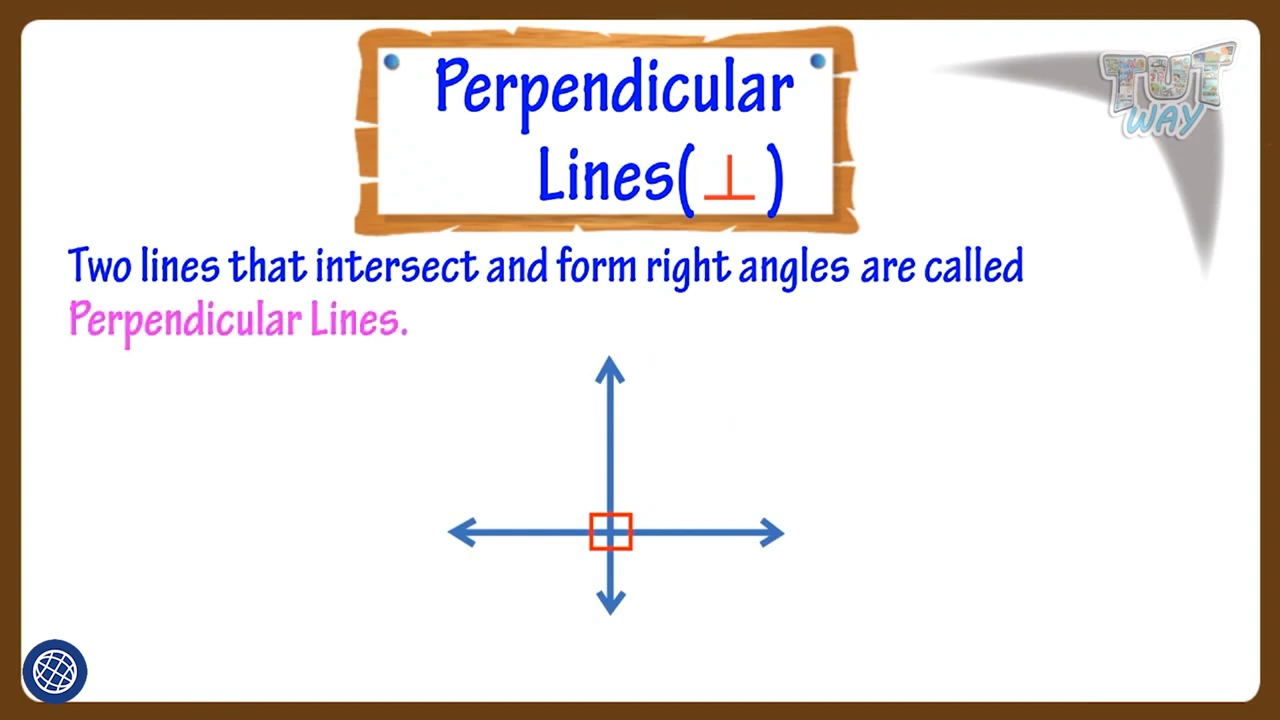 Perpendicular
Lines(⊥)
TUT
WAY
Two lines that intersect and form right angles are called
Perpendicular Lines.